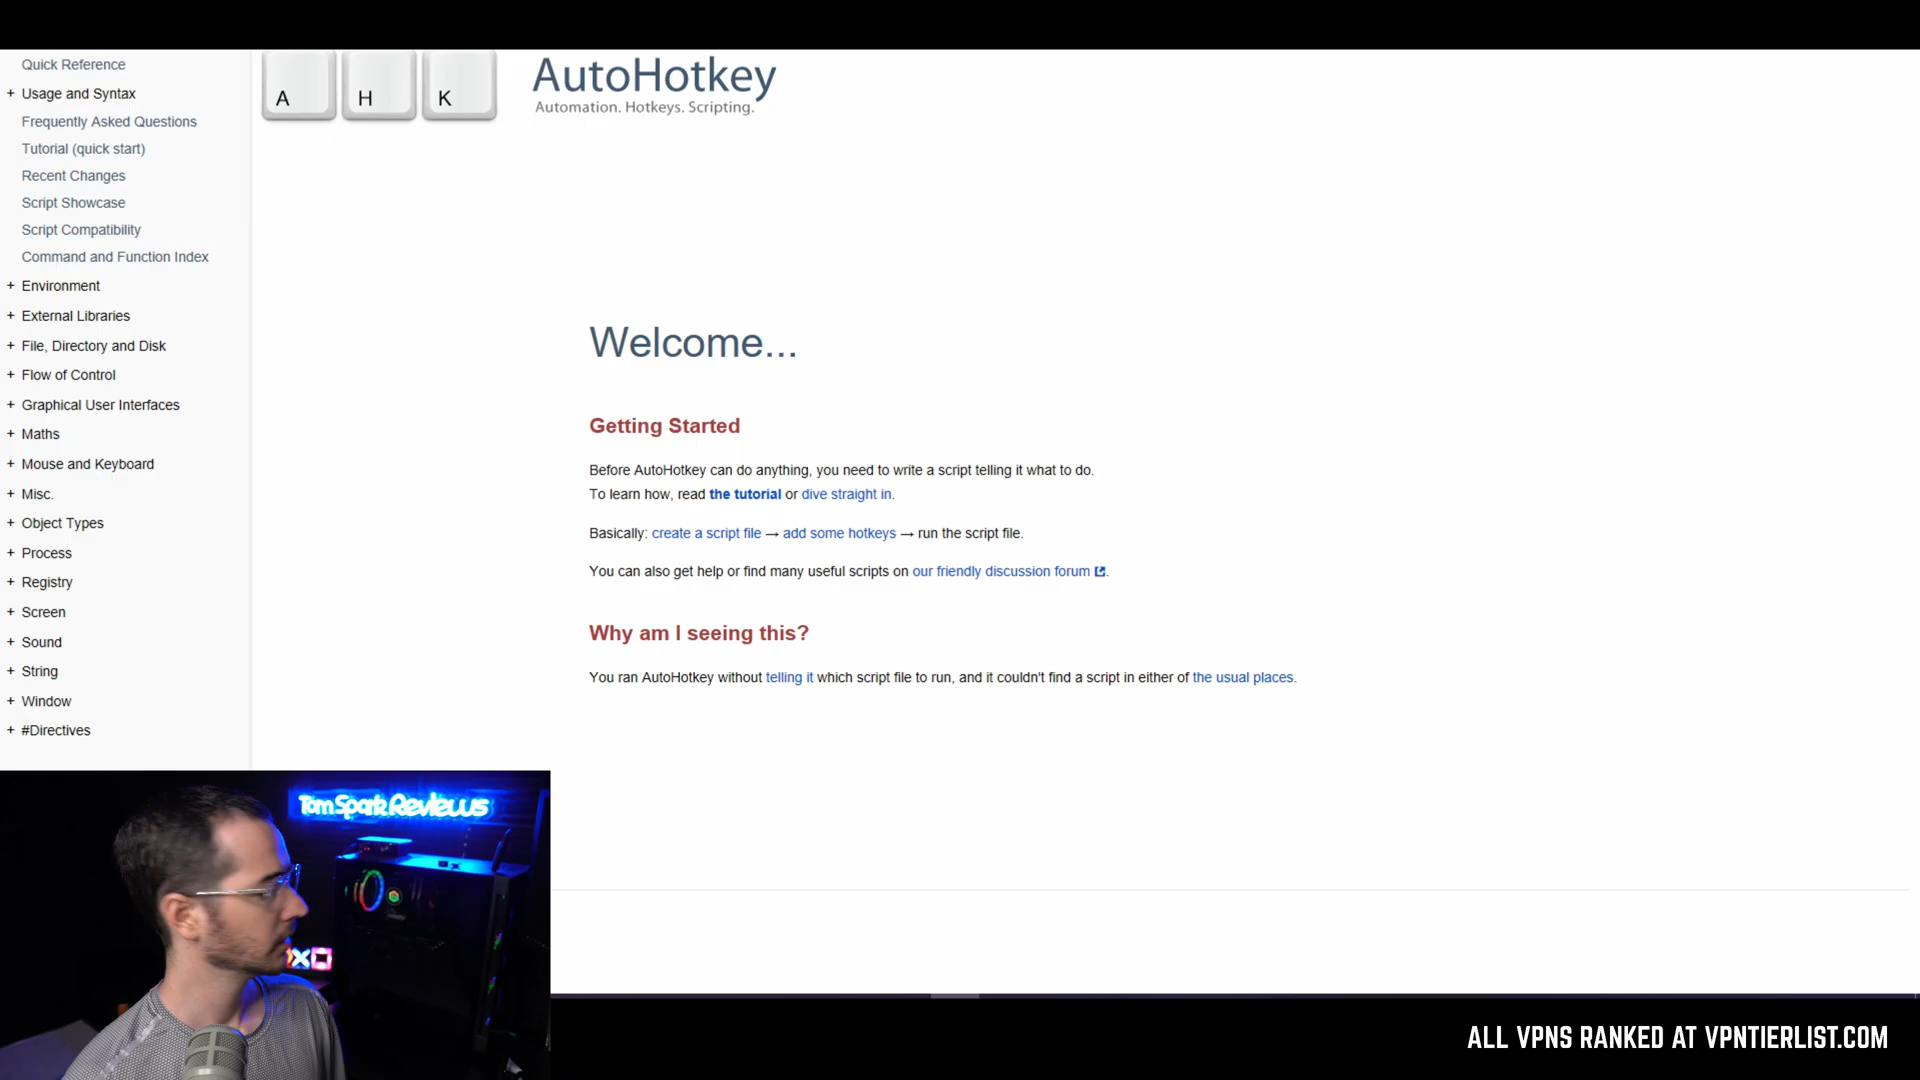 Quick Reference
+ Usage and Syntax
Frequently Asked Questions
Tutorial (quick start)
Recent Changes
Script Showcase
Script Compatibility
Command and Function Index
+ Environment
+ External Libraries
+ File, Directory and Disk
+ Flow of Control
+ Graphical User Interfaces
+ Maths
+ Mouse and Keyboard
+ Misc.
+ Object Types
+ Process
+ Registry
+ Screen
+ Sound
+ String
+ Window
+ #Directives
A H K
AutoHotkey
Automation. Hotkeys. Scripting.
Welcome...
Getting Started
Before AutoHotkey can do anything, you need to write a script telling it what to do.
To learn how, read the tutorial or dive straight in.
Basically: create a script file → add some hotkeys → run the script file.
You can also get help or find many useful scripts on our friendly discussion forum.
Why am I seeing this?
You ran AutoHotkey without telling it which script file to run, and it couldn't find a script in either of the usual places.
Tom Spark Reviews
XO
ALL VPNS RANKED AT VPNTIERLIST.COM